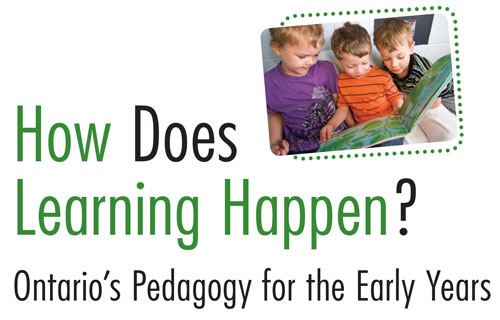 How Does
Learning Happen?
Ontario's Pedagogy for the Early Years